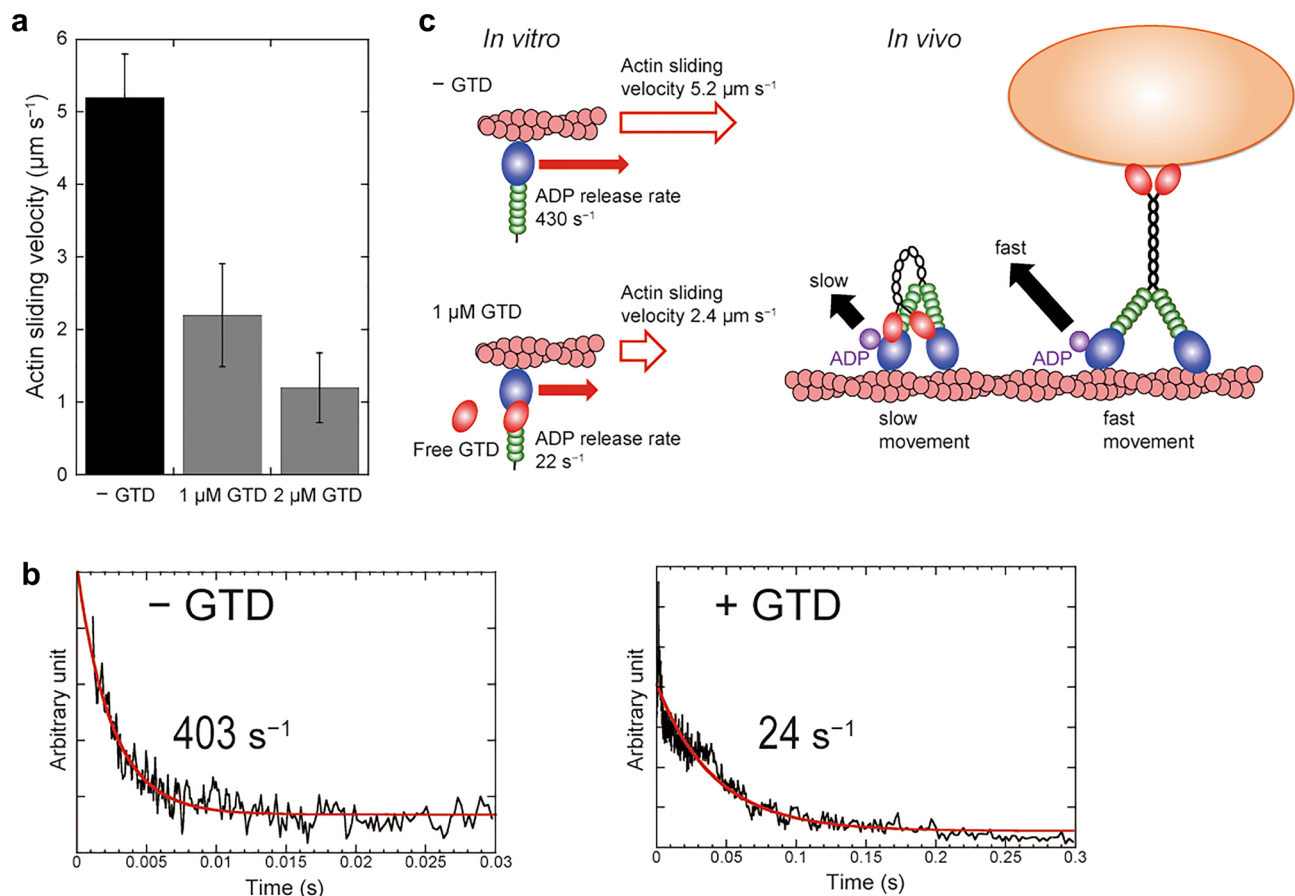 a
6
5
4
3
2
1
0
Actin sliding velocity (µm s⁻¹)
− GTD
1 µM GTD
2 µM GTD
c
In vitro
− GTD
Actin sliding
velocity 5.2 µm s⁻¹
ADP release rate
430 s⁻¹
1 µM GTD
Actin sliding
velocity 2.4 µm s⁻¹
Free GTD
ADP release rate
22 s⁻¹
In vivo
slow
ADP
slow
movement
fast
ADP
fast
movement
b
− GTD
403 s⁻¹
Arbitrary unit
0
0.005
0.01
0.015
0.02
0.025
0.03
Time (s)
+ GTD
24 s⁻¹
Arbitrary unit
0
0.05
0.1
0.15
0.2
0.25
0.3
Time (s)